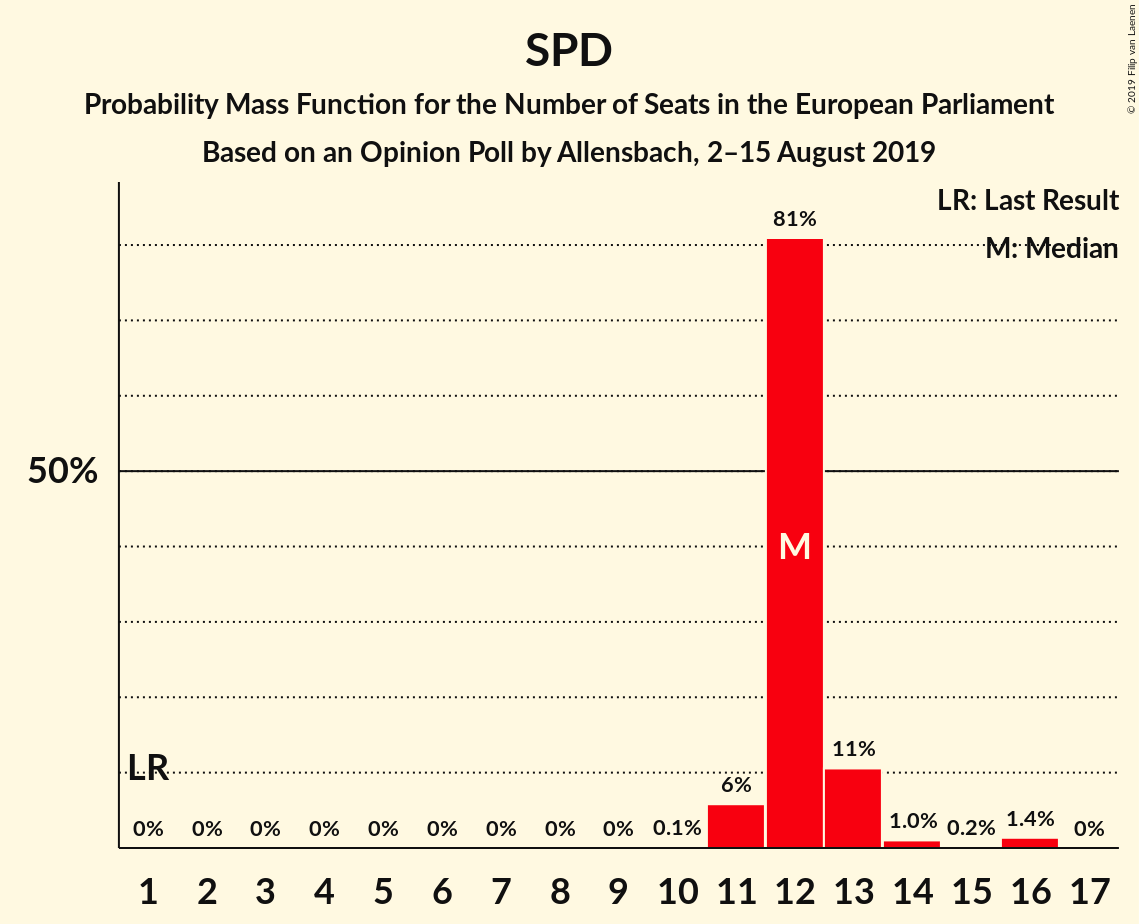 SPD
Probability Mass Function for the Number of Seats in the European Parliament
Based on an Opinion Poll by Allensbach, 2–15 August 2019
© 2019 Filip van Laenen
LR: Last Result
M: Median
81%
50%
M
LR
11%
6%
0% 0% 0% 0% 0% 0% 0% 0% 0% 0.1% 1.0% 0.2% 1.4% 0%
1 2 3 4 5 6 7 8 9 10 11 12 13 14 15 16 17